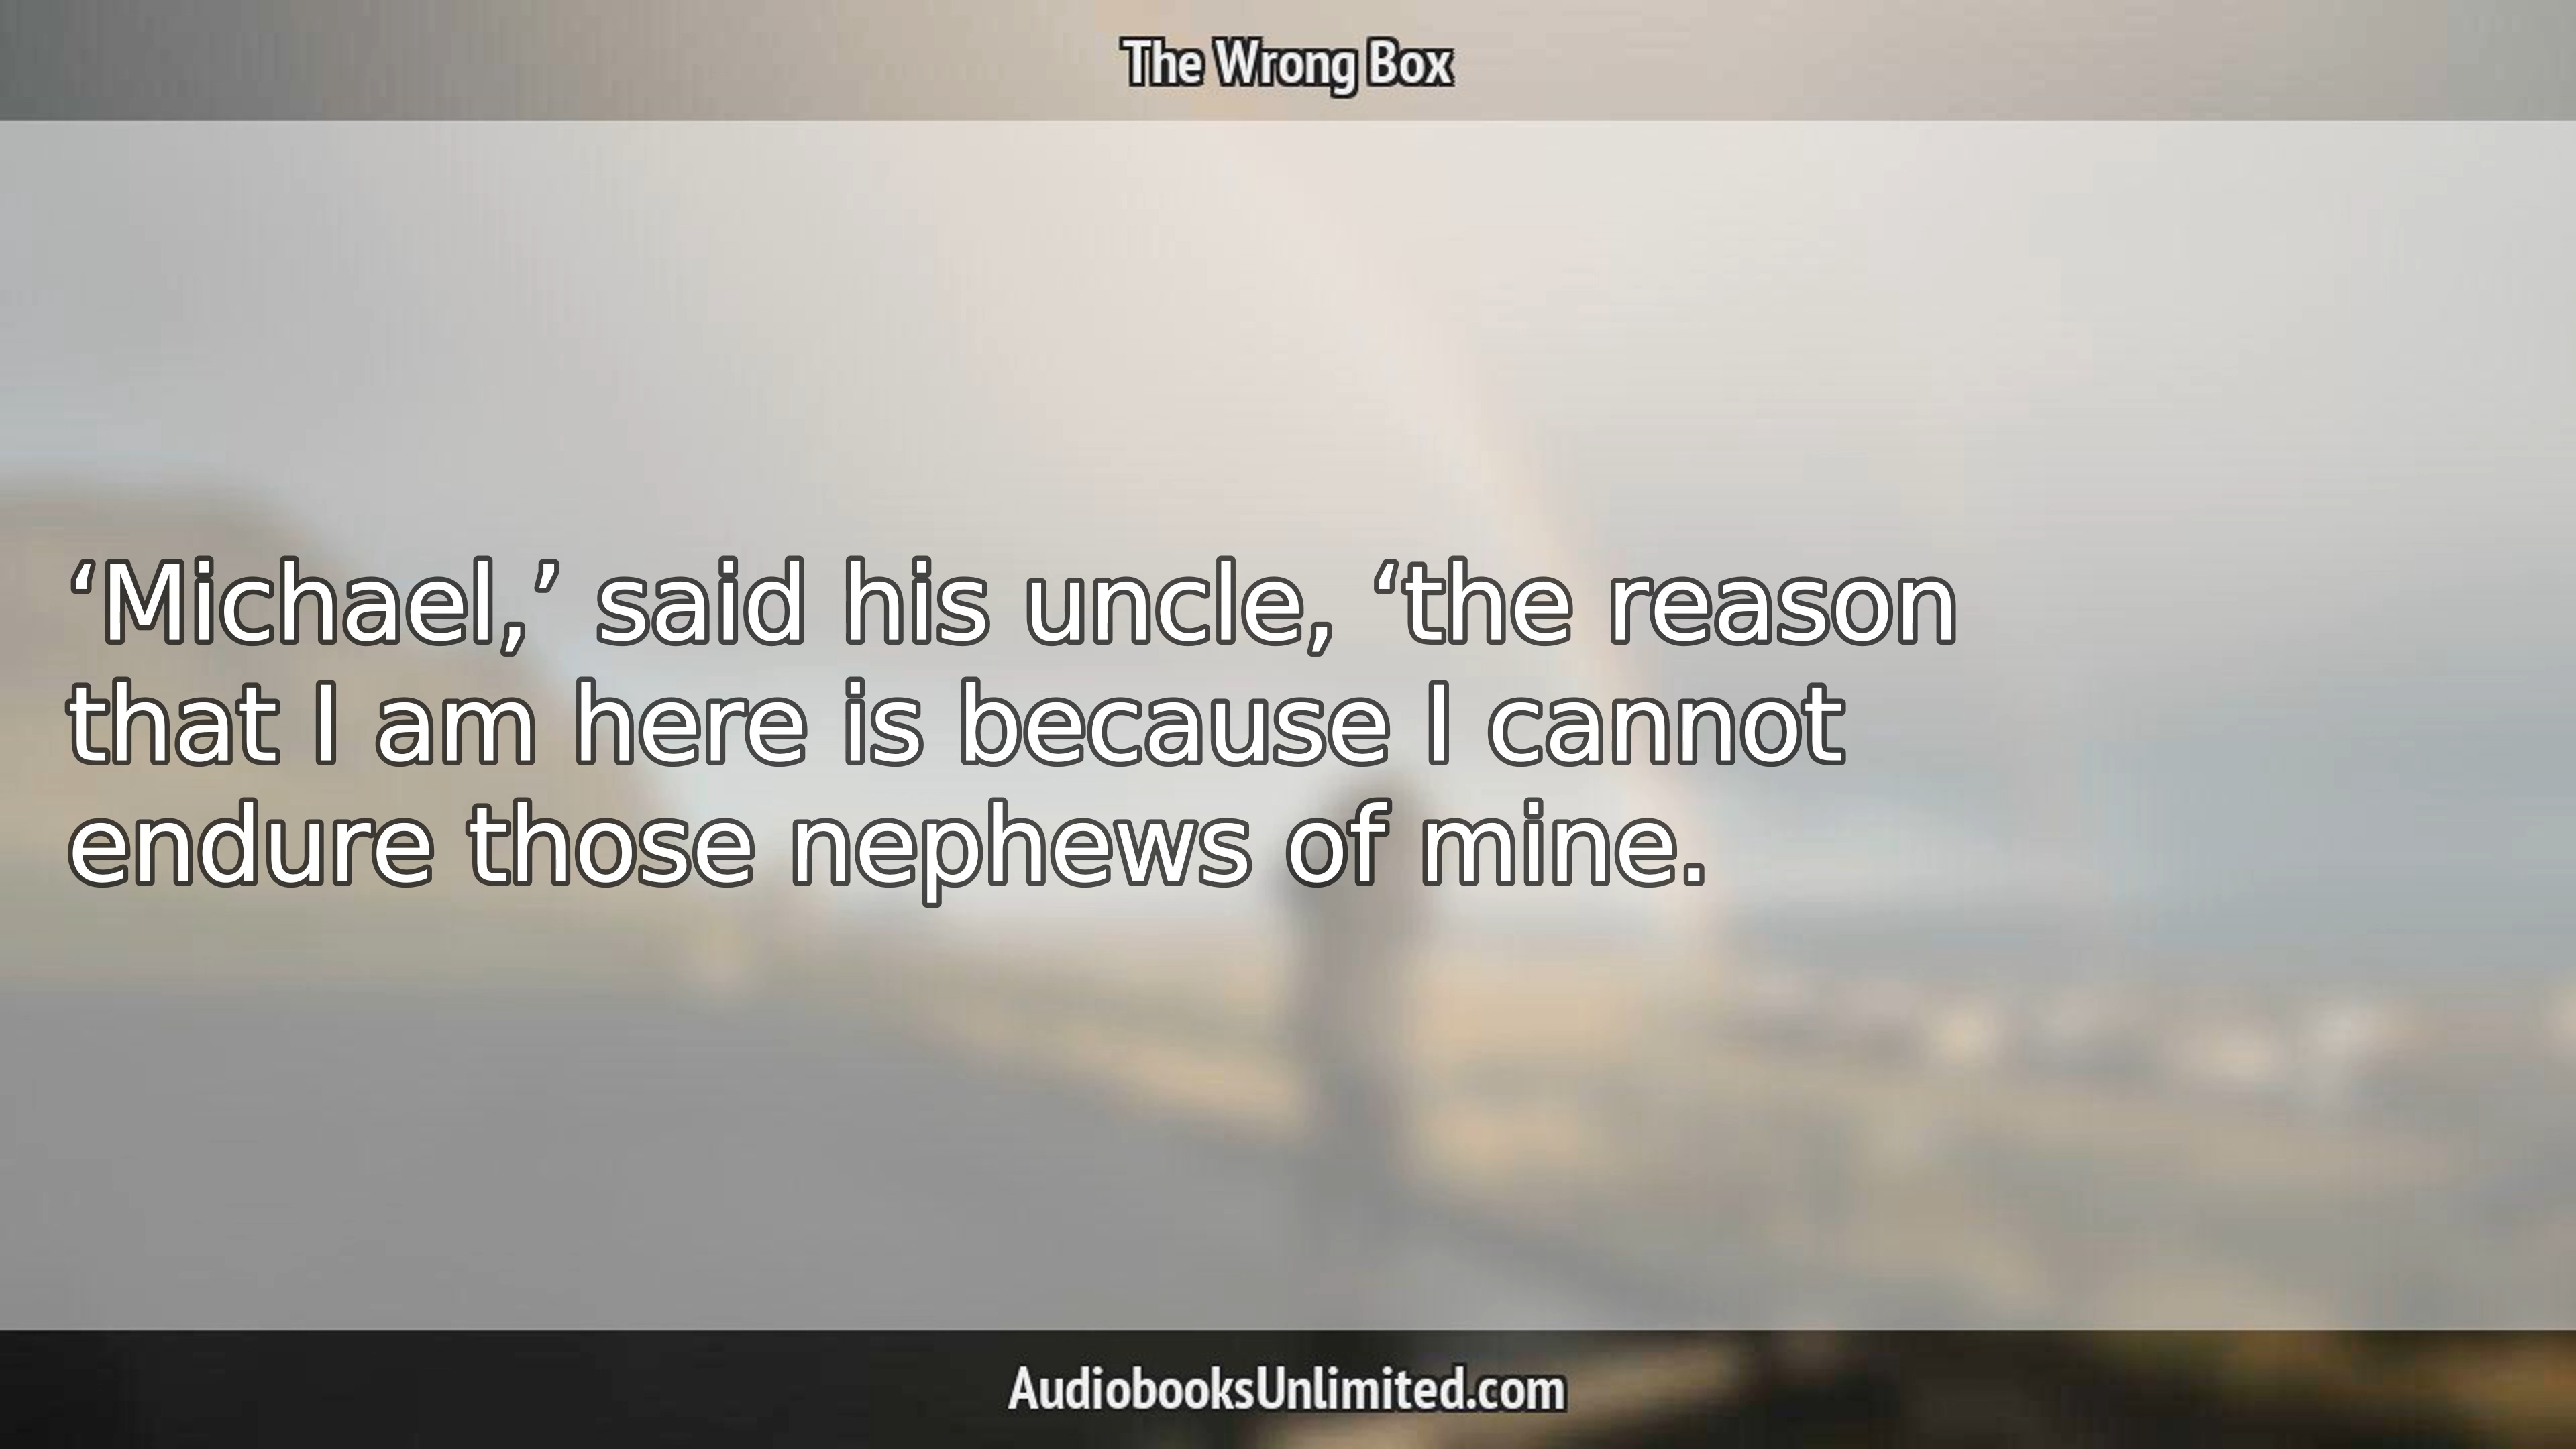 The Wrong Box
‘Michael,’ said his uncle, ‘the reason
that I am here is because I cannot
endure those nephews of mine.
AudiobooksUnlimited.com